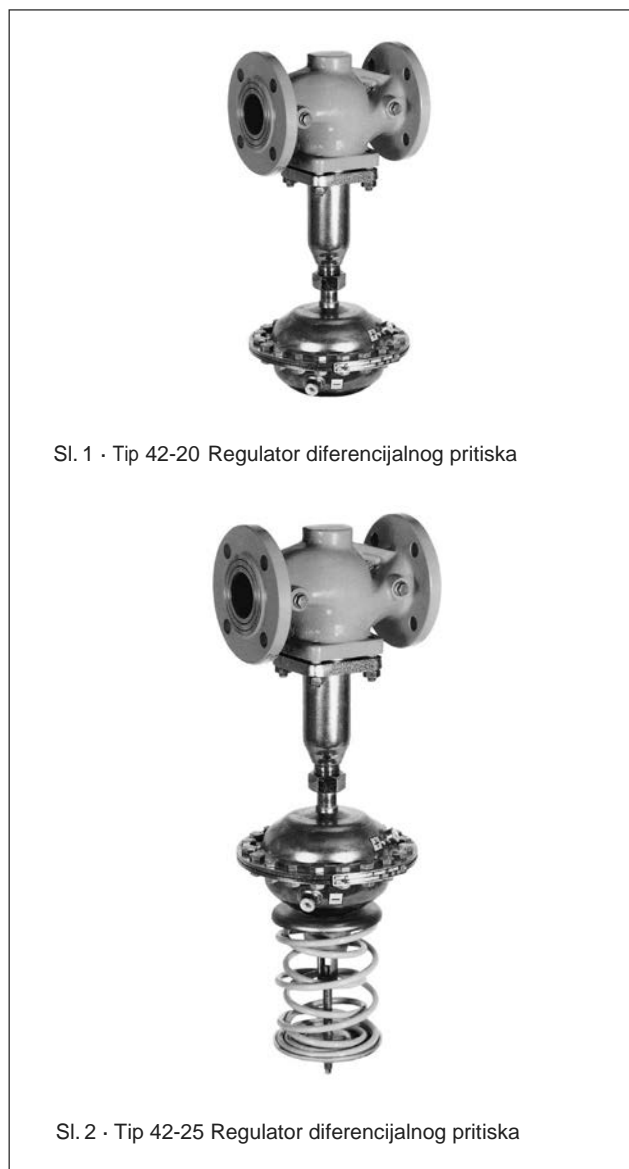 Sl. 1 · Tip 42-20 Regulator diferencijalnog pritiska
Sl. 2 · Tip 42-25 Regulator diferencijalnog pritiska